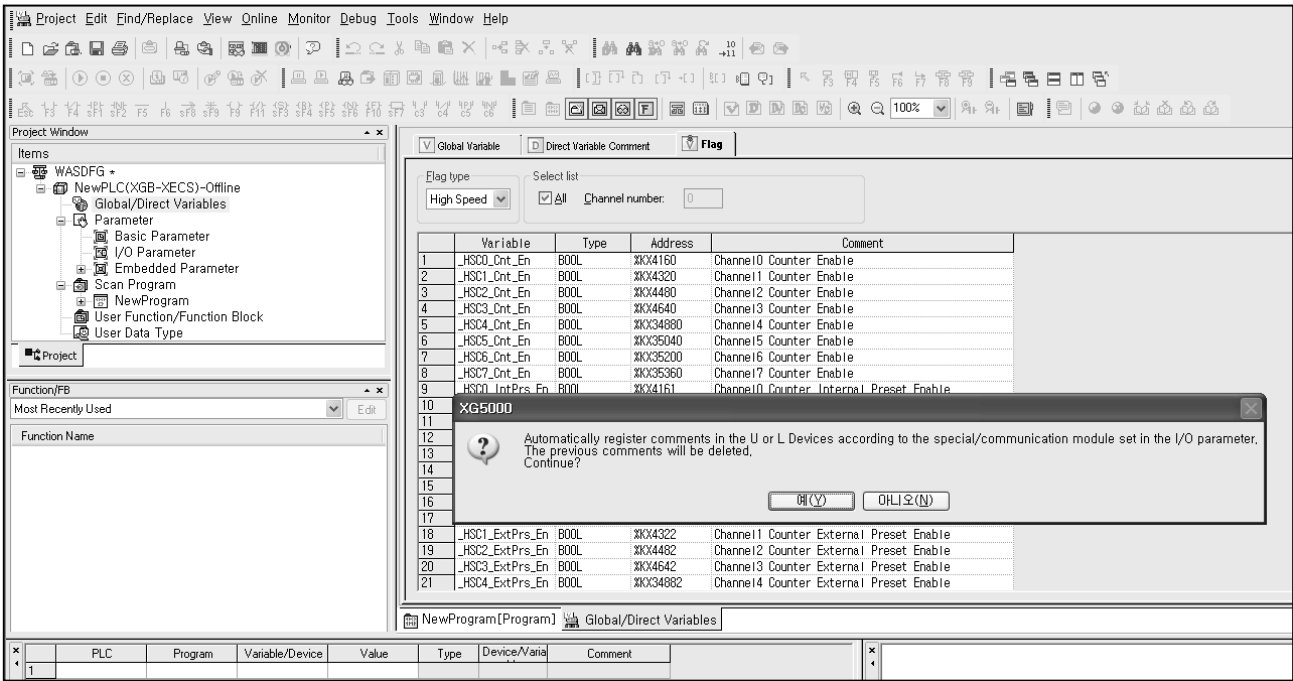 Project Edit Find/Replace View Online Monitor Debug Tools Window Help
100%
Project Window
Items
WASDFG *
NewPLC(XGB-XECS)-Offline
Global/Direct Variables
Parameter
Basic Parameter
I/O Parameter
Embedded Parameter
Scan Program
NewProgram
User Function/Function Block
User Data Type
Project
Function/FB
Most Recently Used Edit
Function Name
V Global Variable D Direct Variable Comment Flag
Flag type Select list
High Speed All Channel number: 0
Variable Type Address Comment
1 _HSC0_Cnt_En BOOL %KX4160 Channel0 Counter Enable
2 _HSC1_Cnt_En BOOL %KX4320 Channel1 Counter Enable
3 _HSC2_Cnt_En BOOL %KX4480 Channel2 Counter Enable
4 _HSC3_Cnt_En BOOL %KX4640 Channel3 Counter Enable
5 _HSC4_Cnt_En BOOL %KX34880 Channel4 Counter Enable
6 _HSC5_Cnt_En BOOL %KX35040 Channel5 Counter Enable
7 _HSC6_Cnt_En BOOL %KX35200 Channel6 Counter Enable
8 _HSC7_Cnt_En BOOL %KX35360 Channel7 Counter Enable
9 _HSC0_IntPrs_En BOOL %KX4161 Channel0 Counter Internal Preset Enable
10
11
12
13
14
15
16
17
XG5000
Automatically register comments in the U or L Devices according to the special/communication module set in the I/O parameter.
The previous comments will be deleted.
Continue?
예(Y) 아니오(N)
18 _HSC1_ExtPrs_En BOOL %KX4322 Channel1 Counter External Preset Enable
19 _HSC2_ExtPrs_En BOOL %KX4482 Channel2 Counter External Preset Enable
20 _HSC3_ExtPrs_En BOOL %KX4642 Channel3 Counter External Preset Enable
21 _HSC4_ExtPrs_En BOOL %KX34882 Channel4 Counter External Preset Enable
NewProgram[Program] Global/Direct Variables
PLC Program Variable/Device Value Type Device/Varia Comment
1